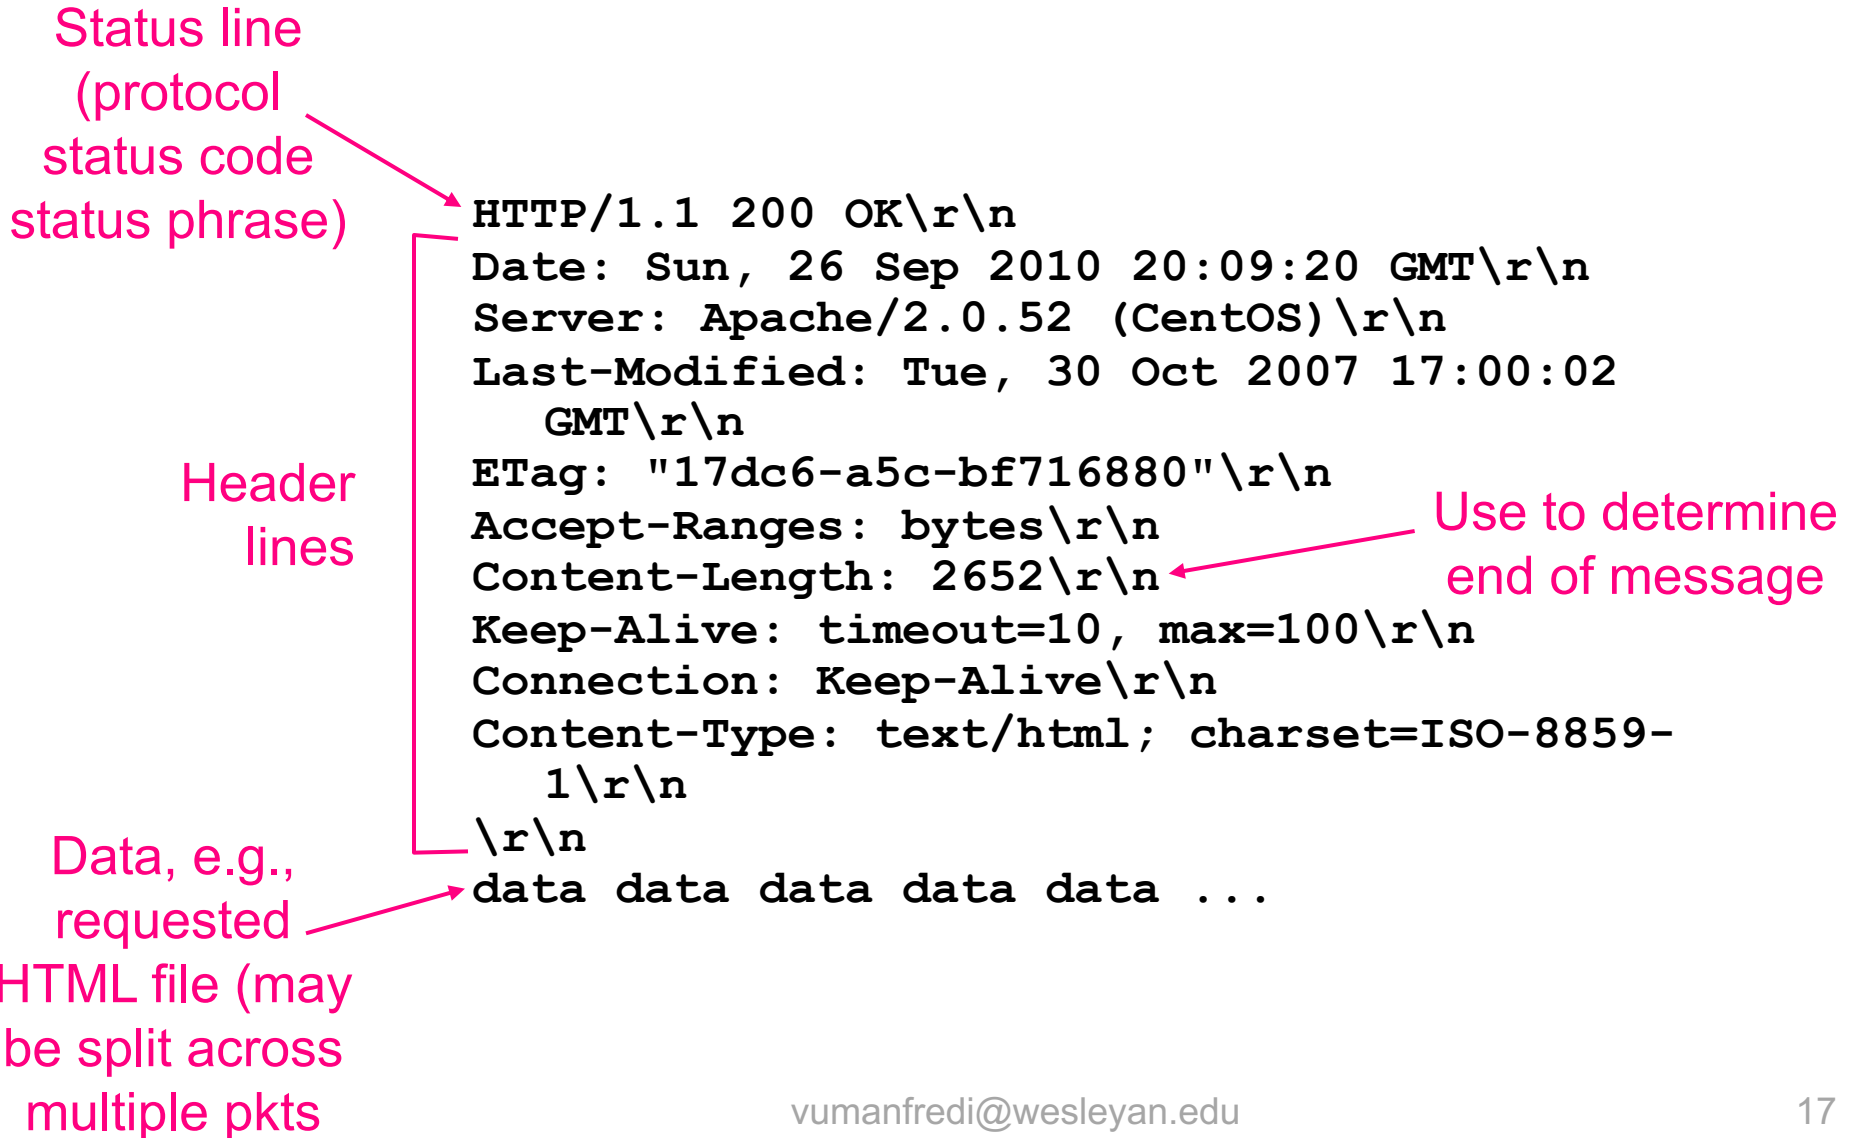 Status line
(protocol
status code
status phrase)
HTTP/1.1 200 OK\r\n
Date: Sun, 26 Sep 2010 20:09:20 GMT\r\n
Server: Apache/2.0.52 (CentOS)\r\n
Last-Modified: Tue, 30 Oct 2007 17:00:02
GMT\r\n
ETag: "17dc6-a5c-bf716880"\r\n
Accept-Ranges: bytes\r\n
Content-Length: 2652\r\n
Keep-Alive: timeout=10, max=100\r\n
Connection: Keep-Alive\r\n
Content-Type: text/html; charset=ISO-8859-
1\r\n
\r\n
data data data data data ...
Header
lines
Use to determine
end of message
Data, e.g.,
requested
HTML file (may
be split across
multiple pkts
vumanfredi@wesleyan.edu
17